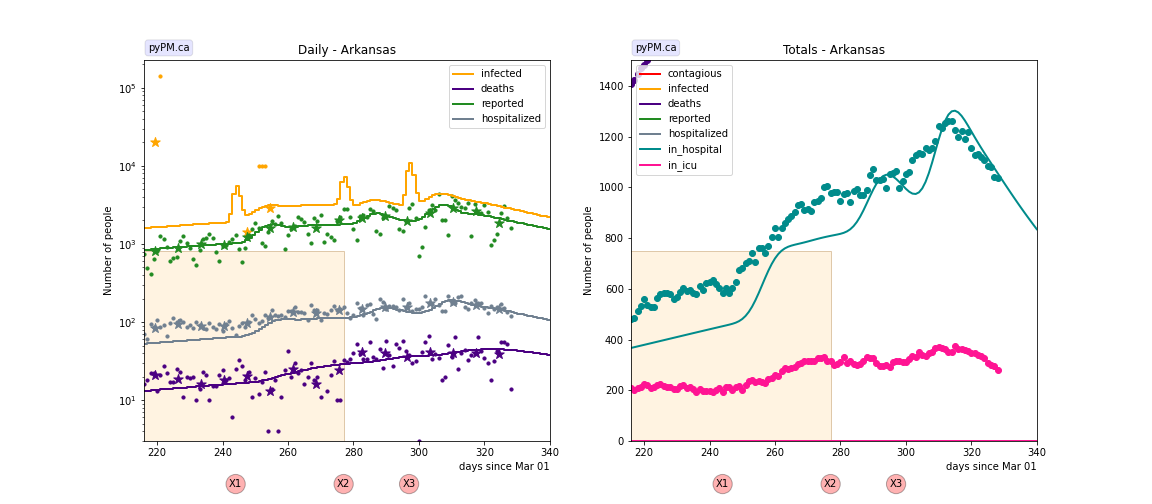 pyPM.ca
Daily - Arkansas
infected
deaths
reported
hospitalized
Number of people
10⁵
10⁴
10³
10²
10¹
220 240 260 280 300 320 340
days since Mar 01
X1 X2 X3
pyPM.ca
Totals - Arkansas
contagious
infected
deaths
reported
hospitalized
in_hospital
in_icu
Number of people
1400
1200
1000
800
600
400
200
0
220 240 260 280 300 320 340
days since Mar 01
X1 X2 X3